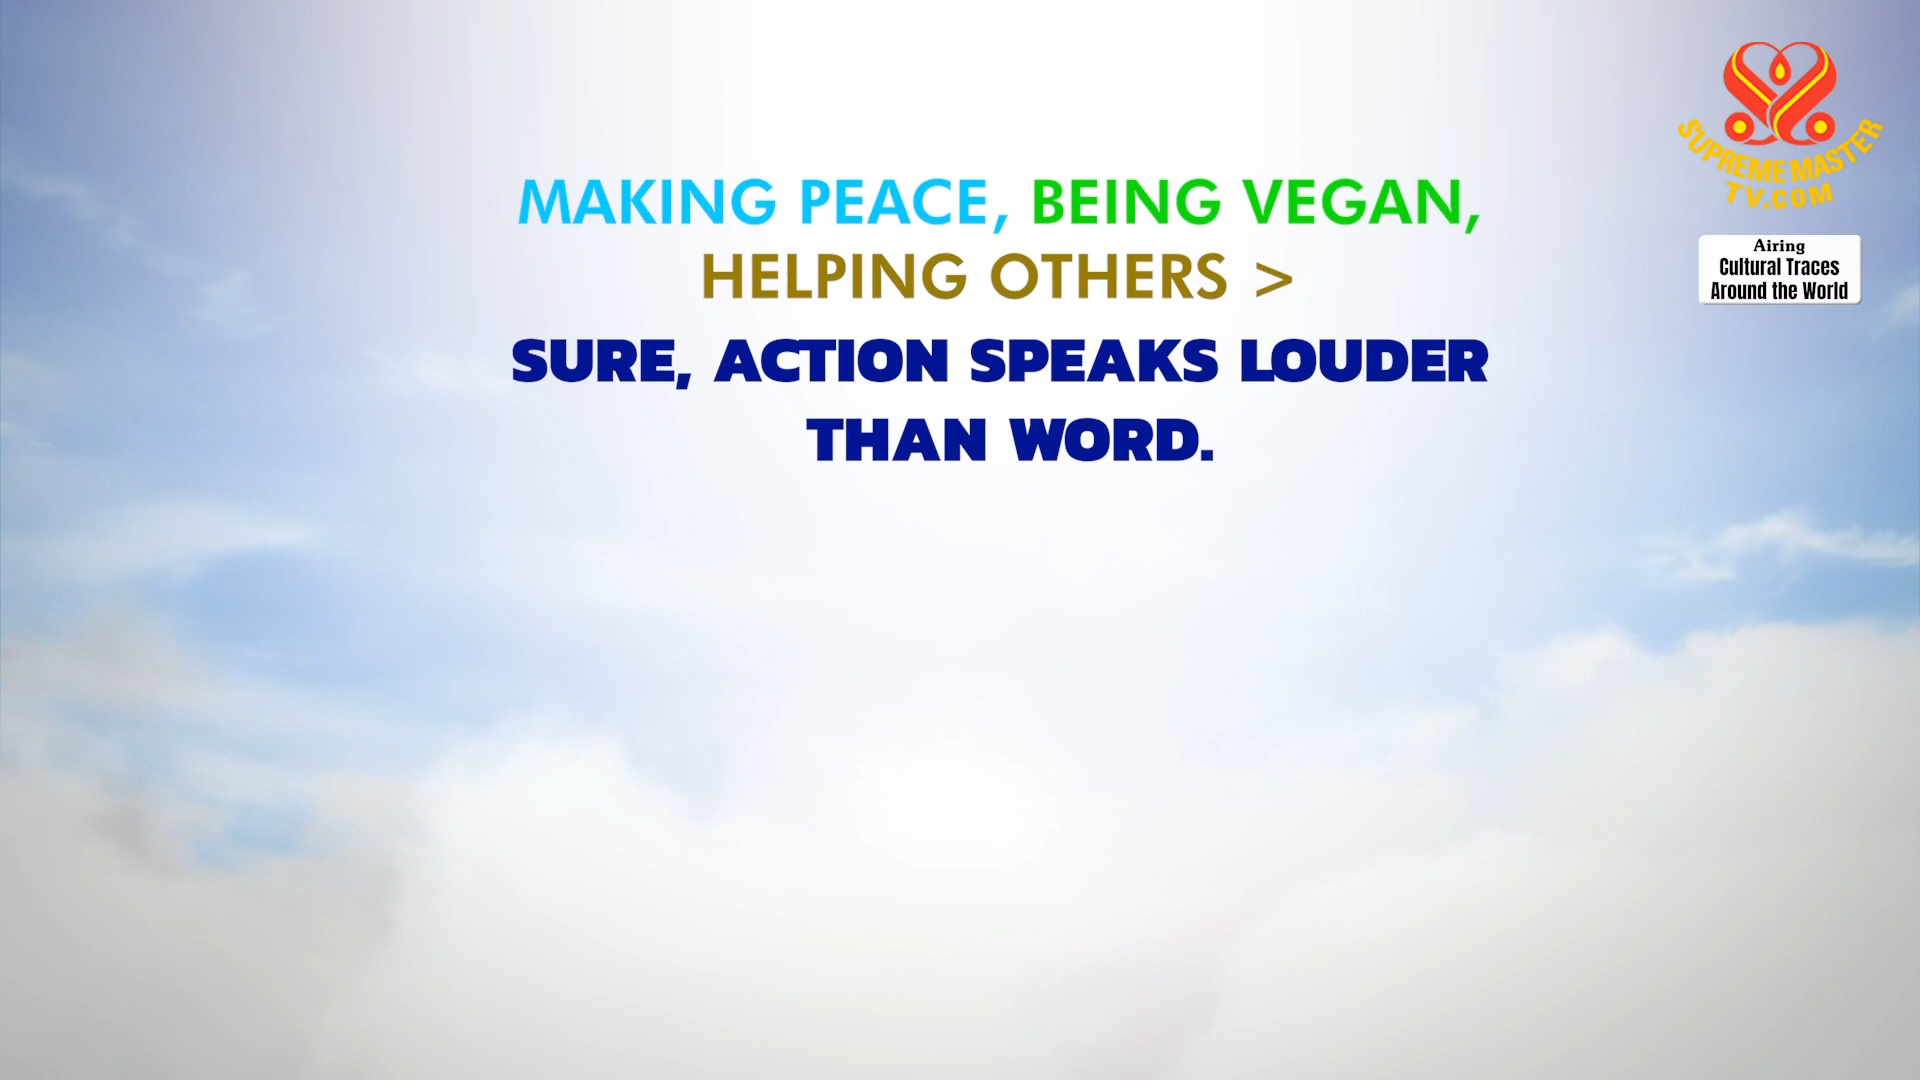 MAKING PEACE, BEING VEGAN,
HELPING OTHERS >
SURE, ACTION SPEAKS LOUDER
THAN WORD.
SUPREME MASTER
TV.COM
Airing
Cultural Traces
Around the World